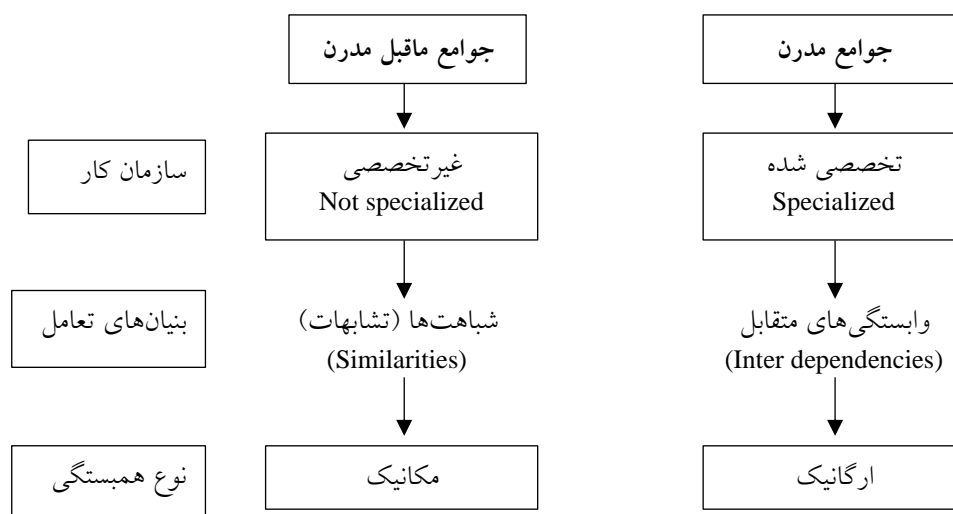 جوامع ماقبل مدرن
جوامع مدرن
سازمان کار
غیرتخصصی
Not specialized
تخصصی شده
Specialized
بنیان‌های تعامل
شباهت‌ها (تشابهات)
(Similarities)
وابستگی‌های متقابل
(Inter dependencies)
نوع همبستگی
مکانیک
ارگانیک